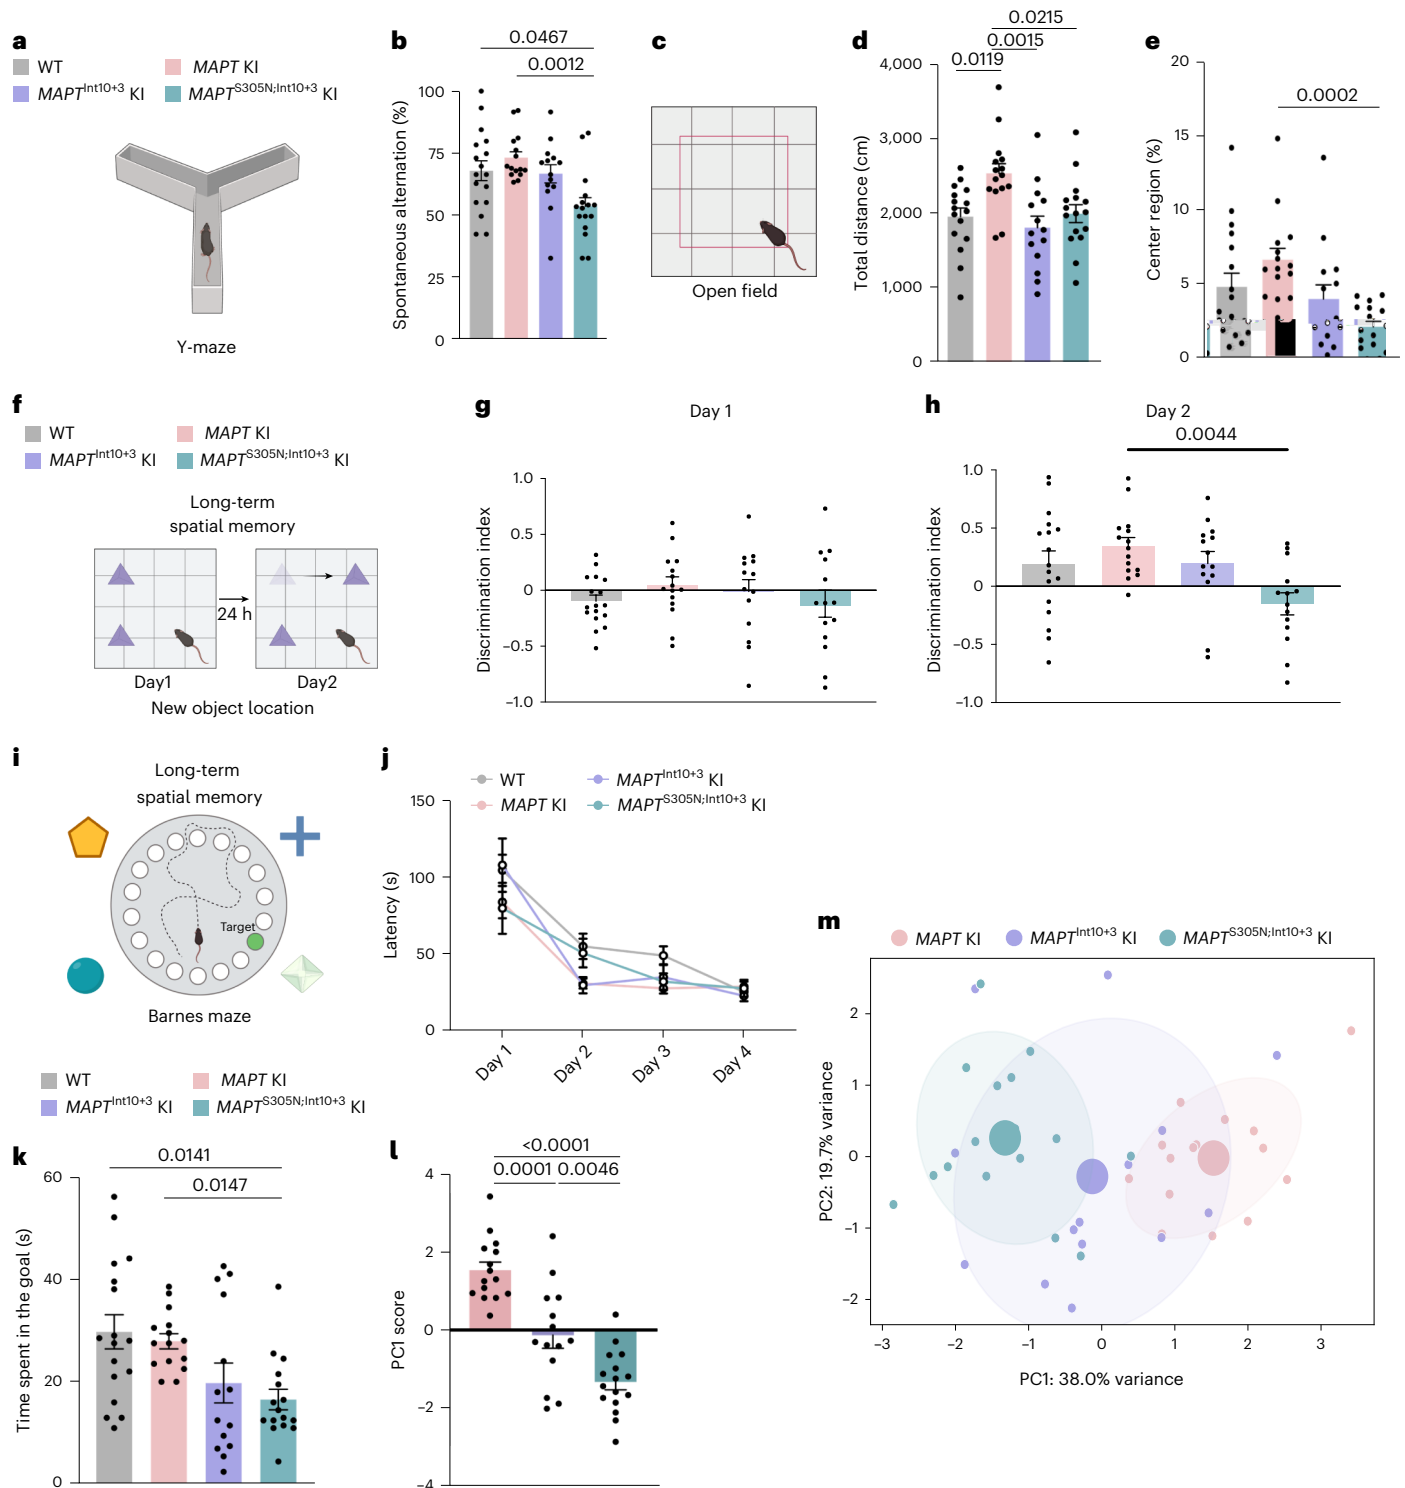 a
WT
MAPT KI
MAPTInt10+3 KI
MAPTS305N;Int10+3 KI
Y-maze
b
0.0467
0.0012
Spontaneous alternation (%)
100
75
50
25
0
c
Open field
d
0.0215
0.0015
0.0119
Total distance (cm)
4,000
3,000
2,000
1,000
0
e
0.0002
Center region (%)
20
15
10
5
0
f
WT
MAPT KI
MAPTInt10+3 KI
MAPTS305N;Int10+3 KI
Long-term
spatial memory
24 h
Day1
Day2
New object location
g
Day 1
Discrimination index
1.0
0.5
0
−0.5
−1.0
h
Day 2
0.0044
Discrimination index
1.0
0.5
0
−0.5
−1.0
i
Long-term
spatial memory
Target
Barnes maze
j
WT
MAPTInt10+3 KI
MAPT KI
MAPTS305N;Int10+3 KI
Latency (s)
150
100
50
0
Day 1
Day 2
Day 3
Day 4
WT
MAPT KI
MAPTInt10+3 KI
MAPTS305N;Int10+3 KI
k
0.0141
0.0147
Time spent in the goal (s)
60
40
20
0
l
<0.0001
0.0001
0.0046
PC1 score
4
2
0
−2
−4
m
MAPT KI
MAPTInt10+3 KI
MAPTS305N;Int10+3 KI
PC2: 19.7% variance
2
1
0
−1
−2
−3
−2
−1
0
1
2
3
PC1: 38.0% variance